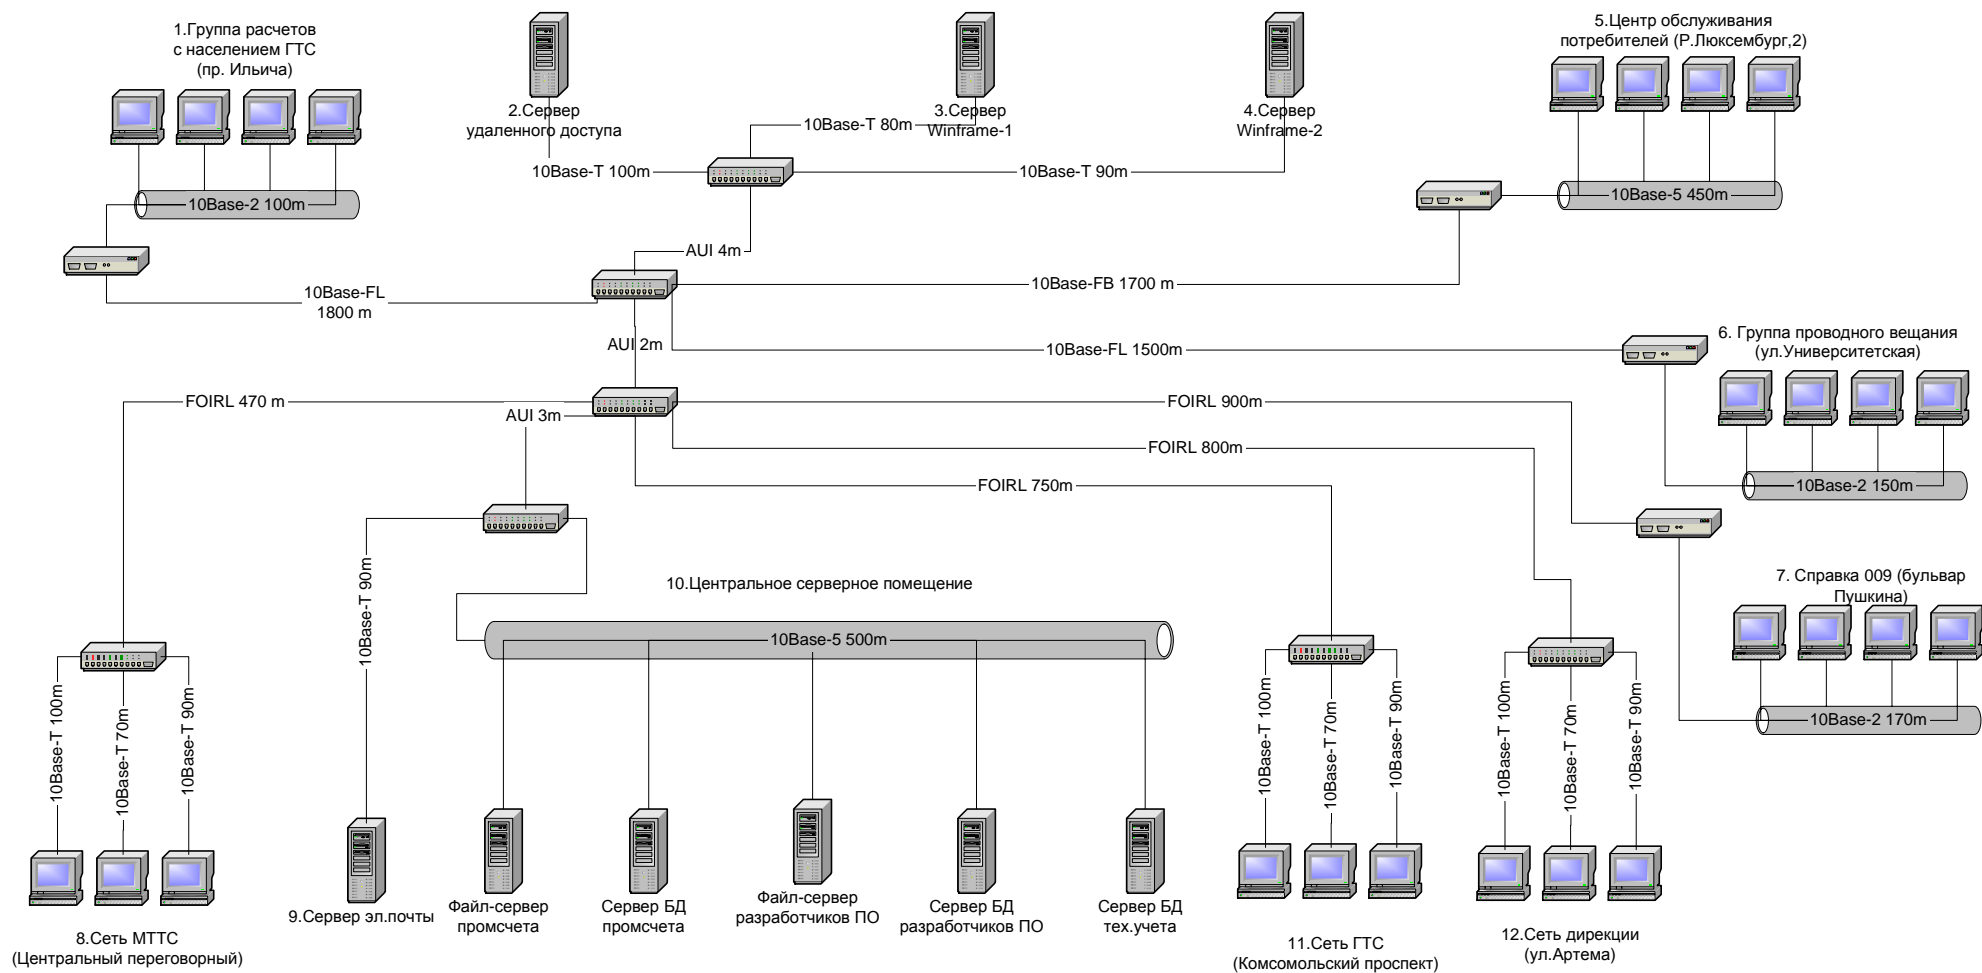 1.Группа расчетов
с населением ГТС
(пр. Ильича)
2.Сервер
удаленного доступа
3.Сервер
Winframe-1
4.Сервер
Winframe-2
5.Центр обслуживания
потребителей (Р.Люксембург,2)
10Base-T 80m
10Base-T 100m
10Base-T 90m
10Base-2 100m
10Base-5 450m
AUI 4m
10Base-FL
1800 m
10Base-FB 1700 m
AUI 2m
10Base-FL 1500m
6. Группа проводного вещания
(ул.Университетская)
FOIRL 470 m
AUI 3m
FOIRL 900m
FOIRL 800m
FOIRL 750m
10Base-2 150m
10Base-T 90m
10.Центральное серверное помещение
7. Справка 009 (бульвар
Пушкина)
10Base-5 500m
10Base-2 170m
10Base-T 100m
10Base-T 70m
10Base-T 90m
10Base-T 100m
10Base-T 70m
10Base-T 90m
10Base-T 100m
10Base-T 70m
10Base-T 90m
8.Сеть МТТС
(Центральный переговорный)
9.Сервер эл.почты
Файл-сервер
промсчета
Сервер БД
промсчета
Файл-сервер
разработчиков ПО
Сервер БД
разработчиков ПО
Сервер БД
тех.учета
11.Сеть ГТС
(Комсомольский проспект)
12.Сеть дирекции
(ул.Артема)